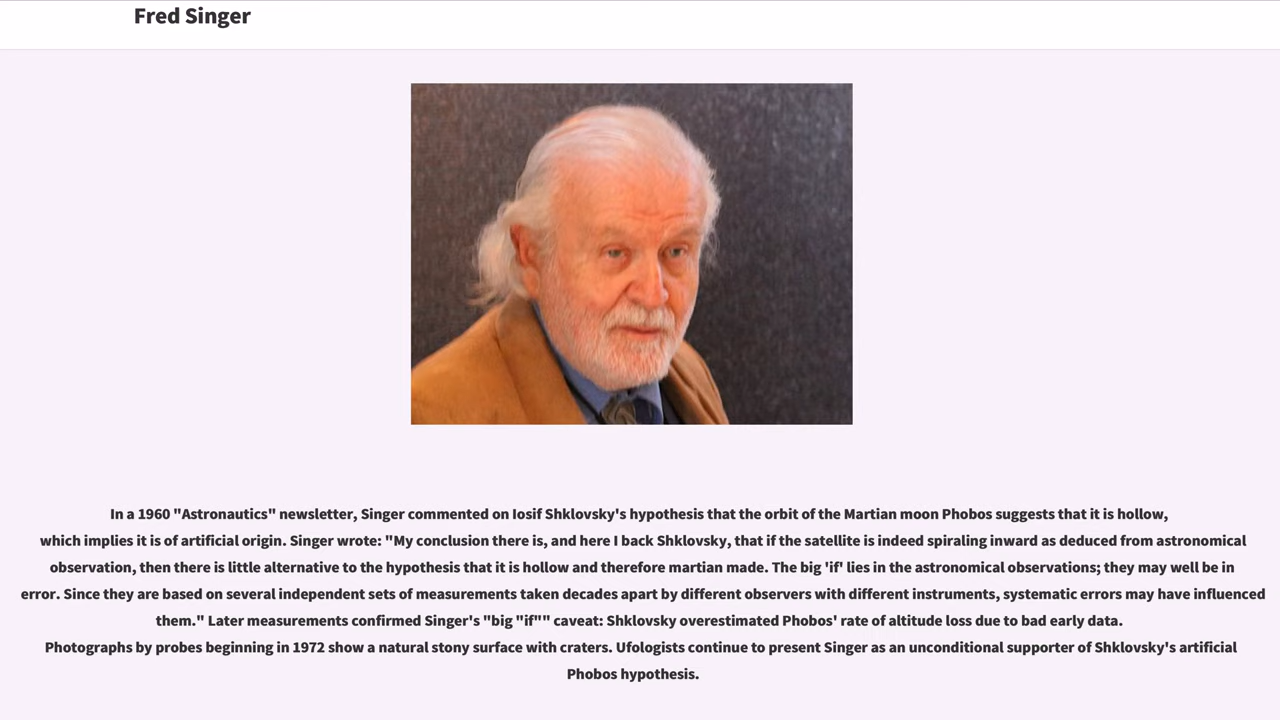 Fred Singer
In a 1960 "Astronautics" newsletter, Singer commented on Iosif Shklovsky's hypothesis that the orbit of the Martian moon Phobos suggests that it is hollow,
which implies it is of artificial origin. Singer wrote: "My conclusion there is, and here I back Shklovsky, that if the satellite is indeed spiraling inward as deduced from astronomical
observation, then there is little alternative to the hypothesis that it is hollow and therefore martian made. The big 'if' lies in the astronomical observations; they may well be in
error. Since they are based on several independent sets of measurements taken decades apart by different observers with different instruments, systematic errors may have influenced
them." Later measurements confirmed Singer's "big "if"" caveat: Shklovsky overestimated Phobos' rate of altitude loss due to bad early data.
Photographs by probes beginning in 1972 show a natural stony surface with craters. Ufologists continue to present Singer as an unconditional supporter of Shklovsky's artificial
Phobos hypothesis.